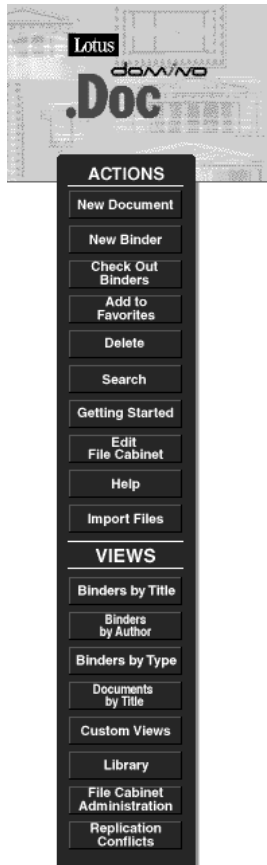 Lotus
domino
.Doc
ACTIONS
New Document
New Binder
Check Out
Binders
Add to
Favorites
Delete
Search
Getting Started
Edit
File Cabinet
Help
Import Files
VIEWS
Binders by Title
Binders
by Author
Binders by Type
Documents
by Title
Custom Views
Library
File Cabinet
Administration
Replication
Conflicts